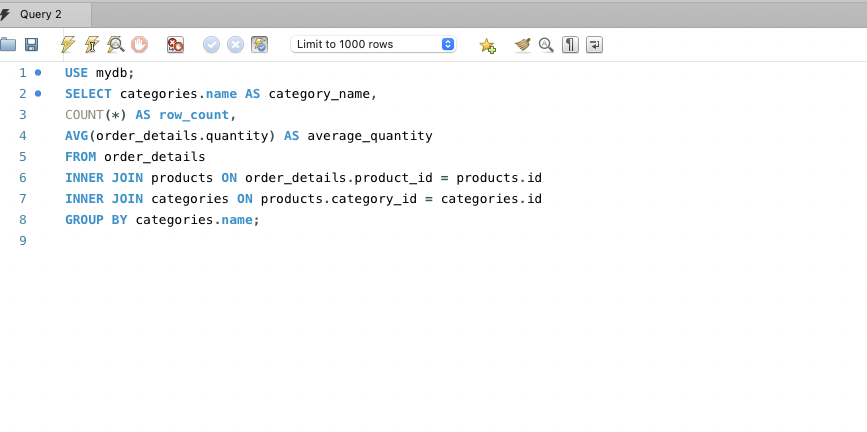 Query 2
Limit to 1000 rows
1 USE mydb;
2 SELECT categories.name AS category_name,
3 COUNT(*) AS row_count,
4 AVG(order_details.quantity) AS average_quantity
5 FROM order_details
6 INNER JOIN products ON order_details.product_id = products.id
7 INNER JOIN categories ON products.category_id = categories.id
8 GROUP BY categories.name;
9